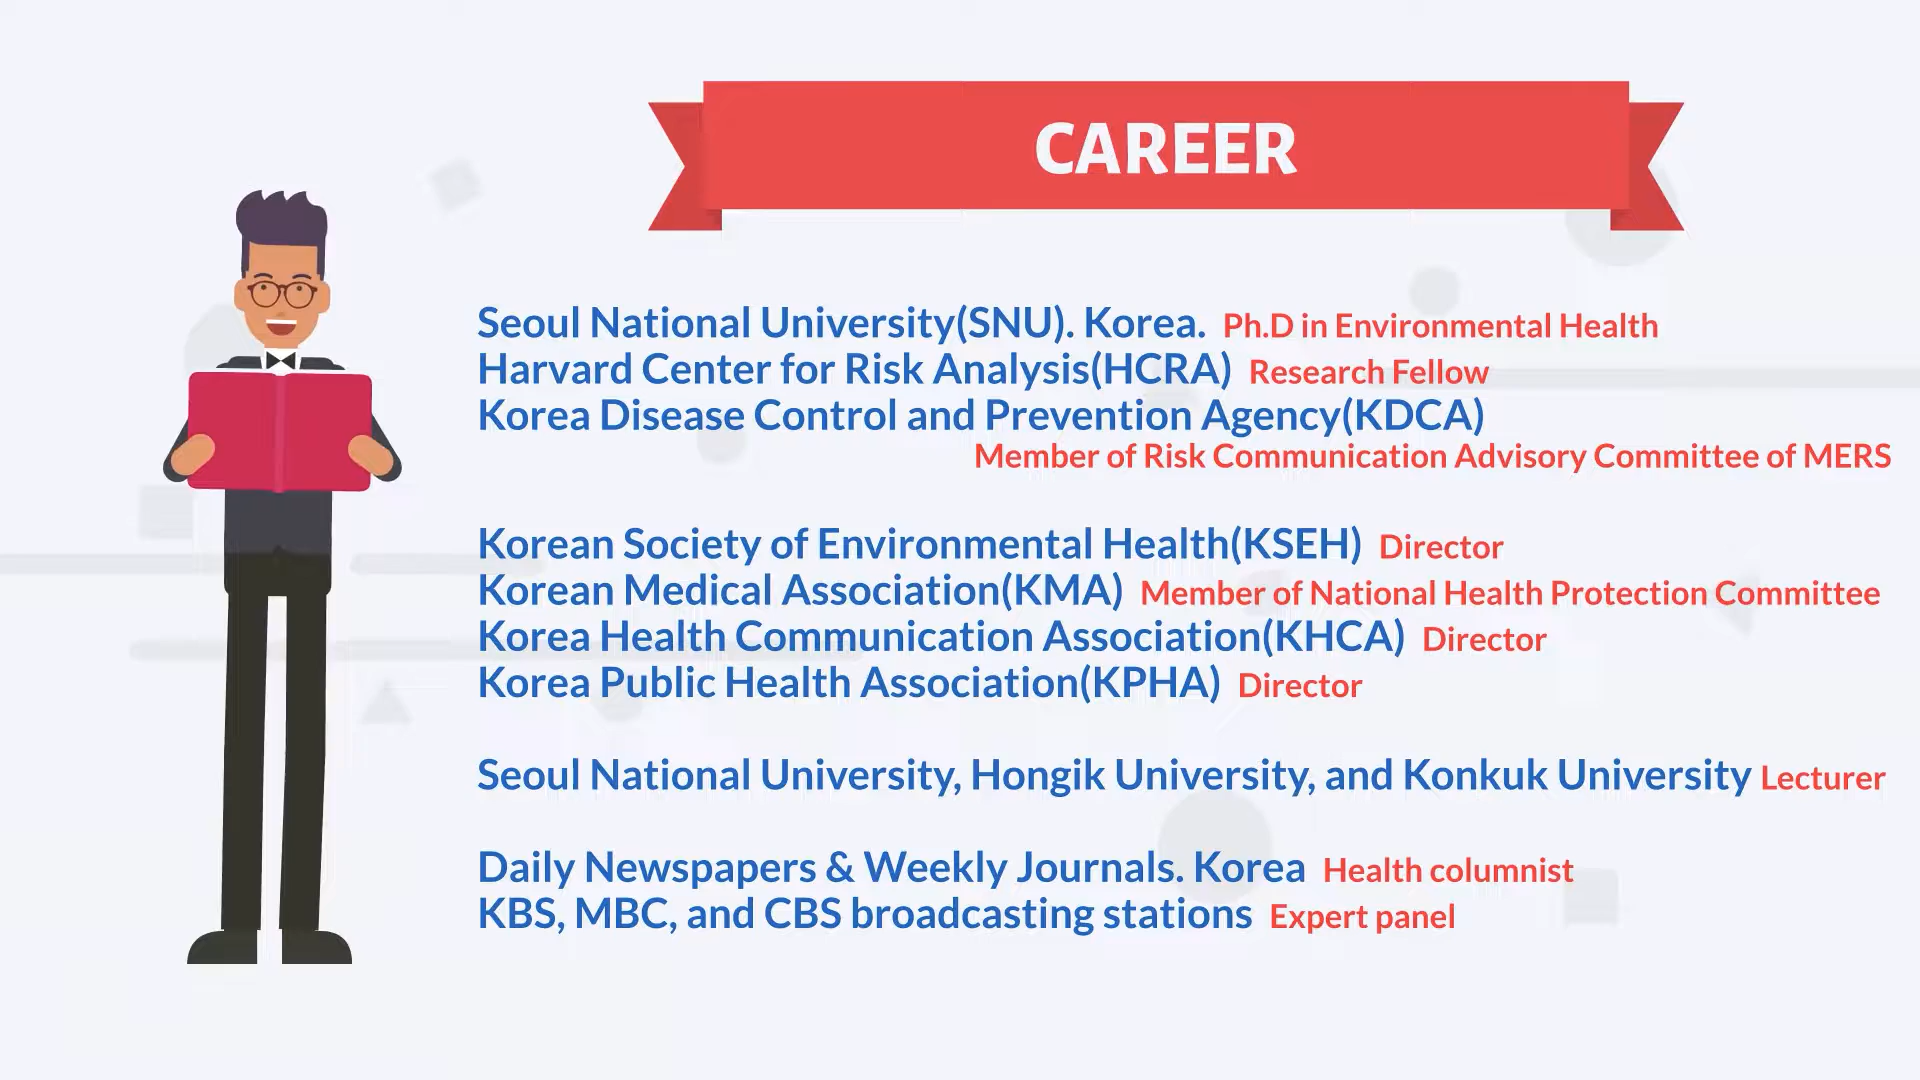 CAREER
Seoul National University(SNU). Korea. Ph.D in Environmental Health
Harvard Center for Risk Analysis(HCRA) Research Fellow
Korea Disease Control and Prevention Agency(KDCA)
Member of Risk Communication Advisory Committee of MERS
Korean Society of Environmental Health(KSEH) Director
Korean Medical Association(KMA) Member of National Health Protection Committee
Korea Health Communication Association(KHCA) Director
Korea Public Health Association(KPHA) Director
Seoul National University, Hongik University, and Konkuk University Lecturer
Daily Newspapers & Weekly Journals. Korea Health columnist
KBS, MBC, and CBS broadcasting stations Expert panel